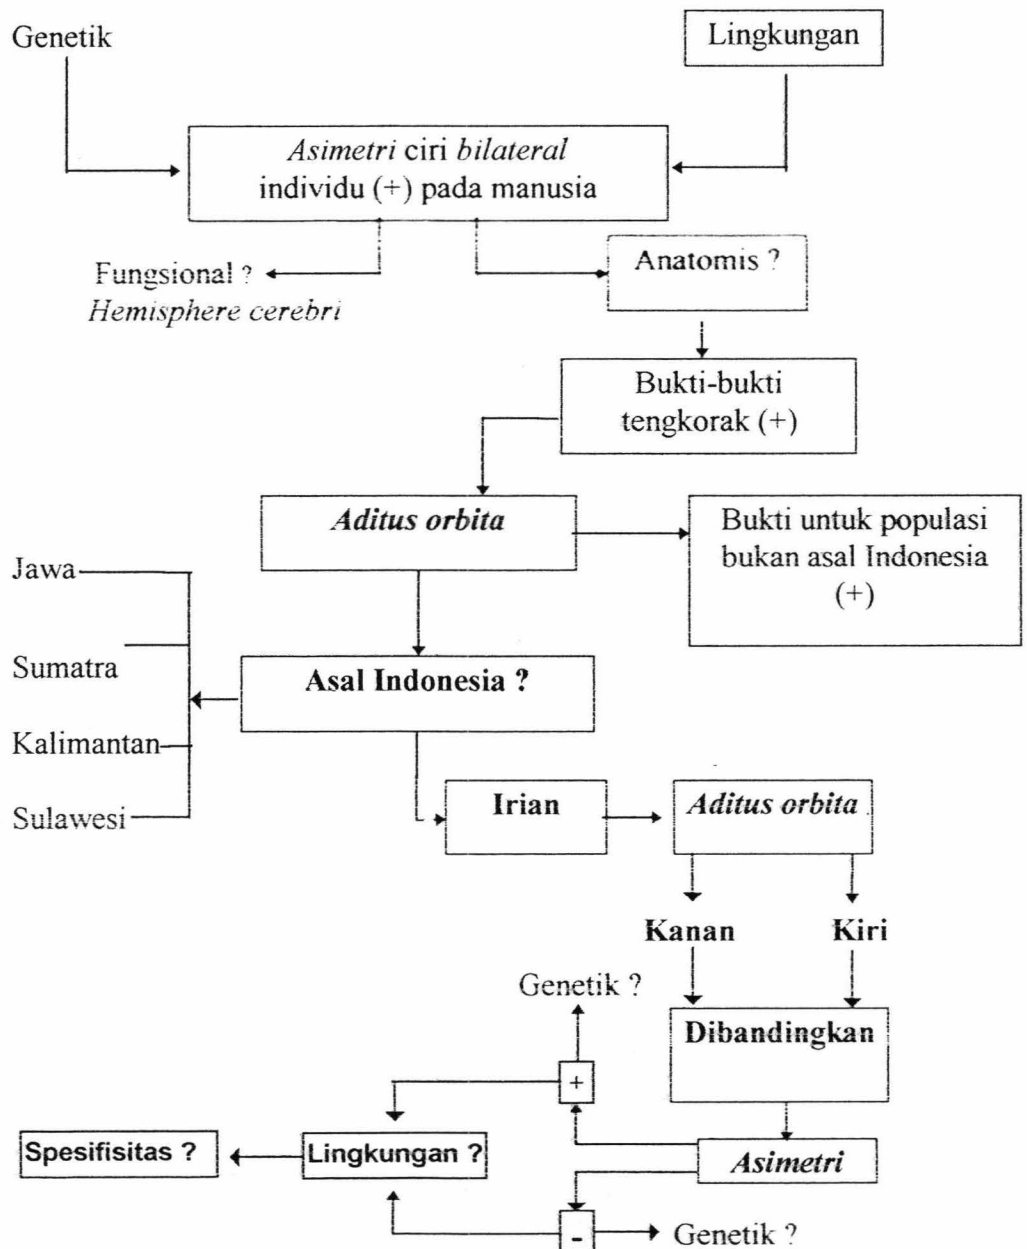 Genetik
Lingkungan
Asimetri ciri bilateral
individu (+) pada manusia
Fungsional ?
Hemisphere cerebri
Anatomis ?
Bukti-bukti
tengkorak (+)
Aditus orbita
Bukti untuk populasi
bukan asal Indonesia
(+)
Jawa
Sumatra
Kalimantan
Sulawesi
Asal Indonesia ?
Irian
Aditus orbita
Kanan
Kiri
Genetik ?
Dibandingkan
+
Spesifisitas ?
Lingkungan ?
Asimetri
-
Genetik ?